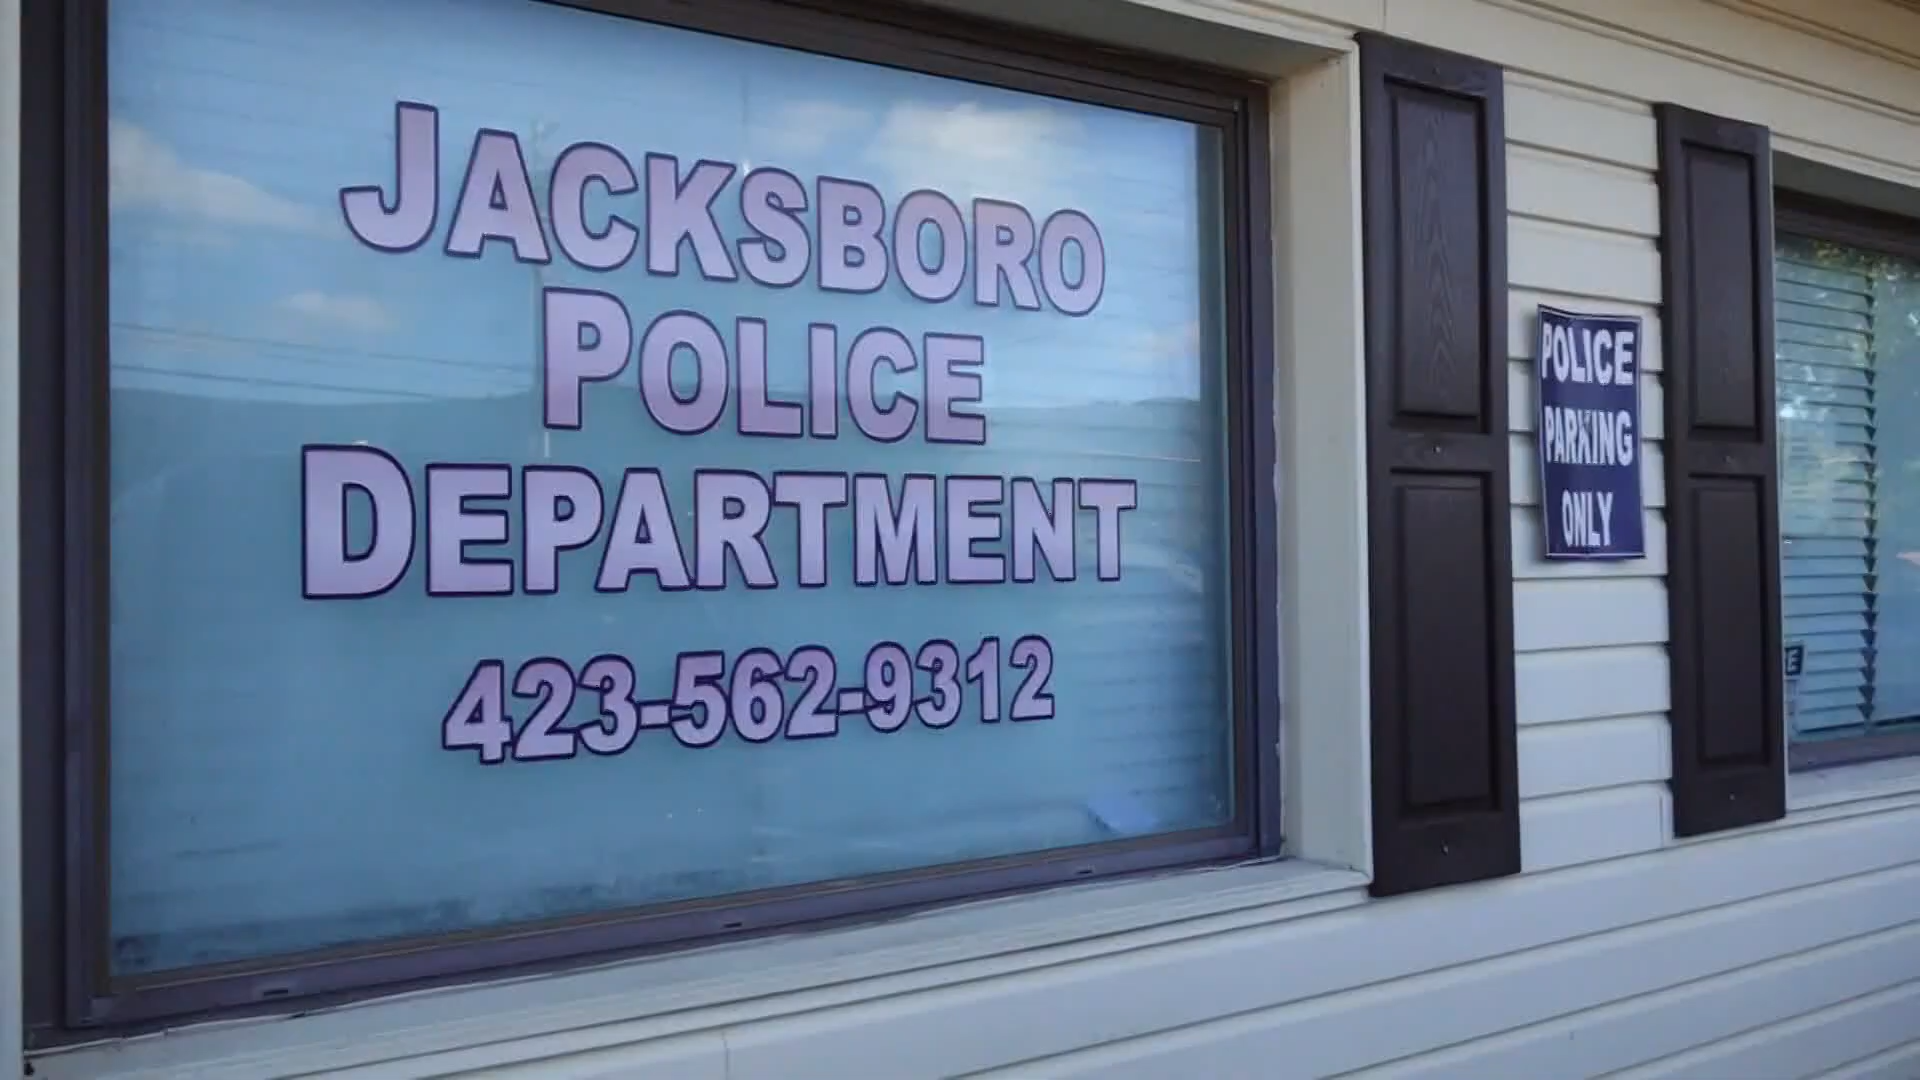 JACKSBORO
POLICE
DEPARTMENT
423-562-9312
POLICE
PARKING
ONLY